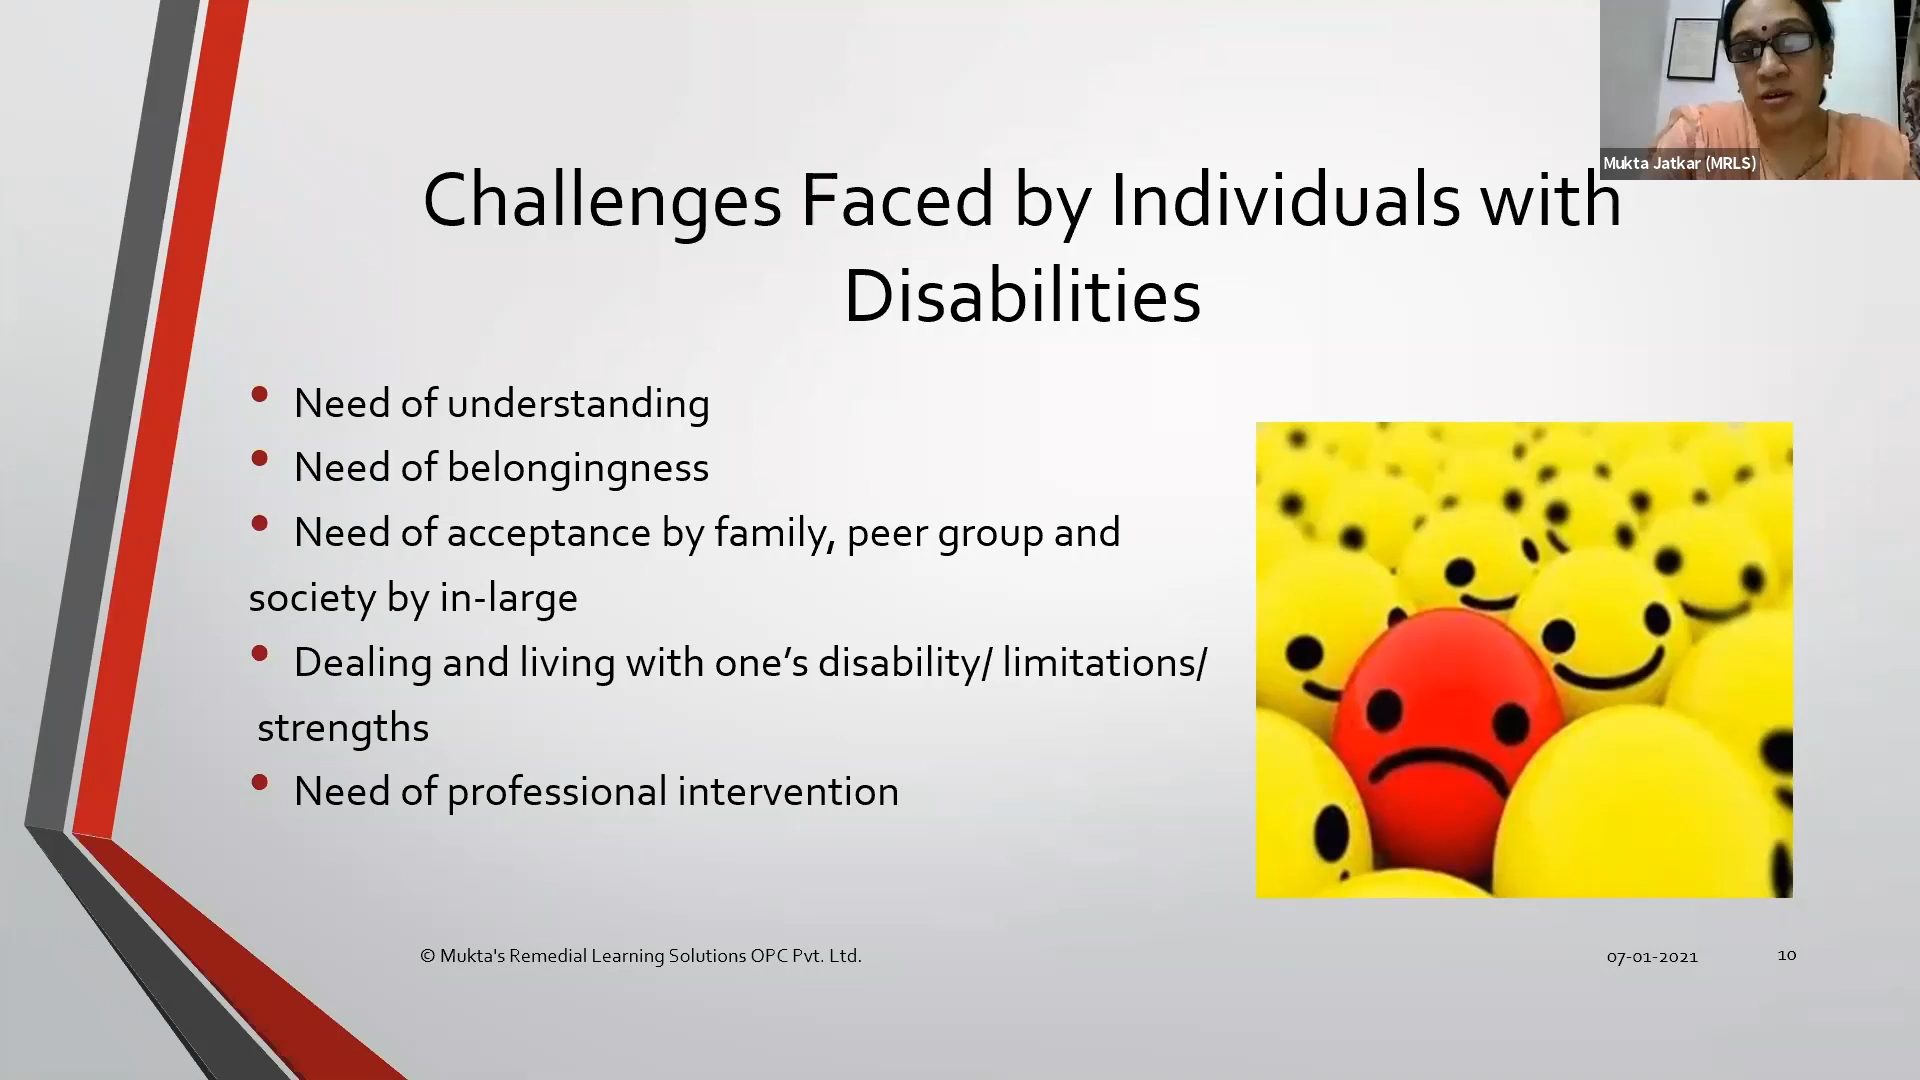 Mukta Jatkar (MRLS)
Challenges Faced by Individuals with
Disabilities
• Need of understanding
• Need of belongingness
• Need of acceptance by family, peer group and
society by in-large
• Dealing and living with one’s disability/ limitations/
strengths
• Need of professional intervention
© Mukta's Remedial Learning Solutions OPC Pvt. Ltd.
07-01-2021
10